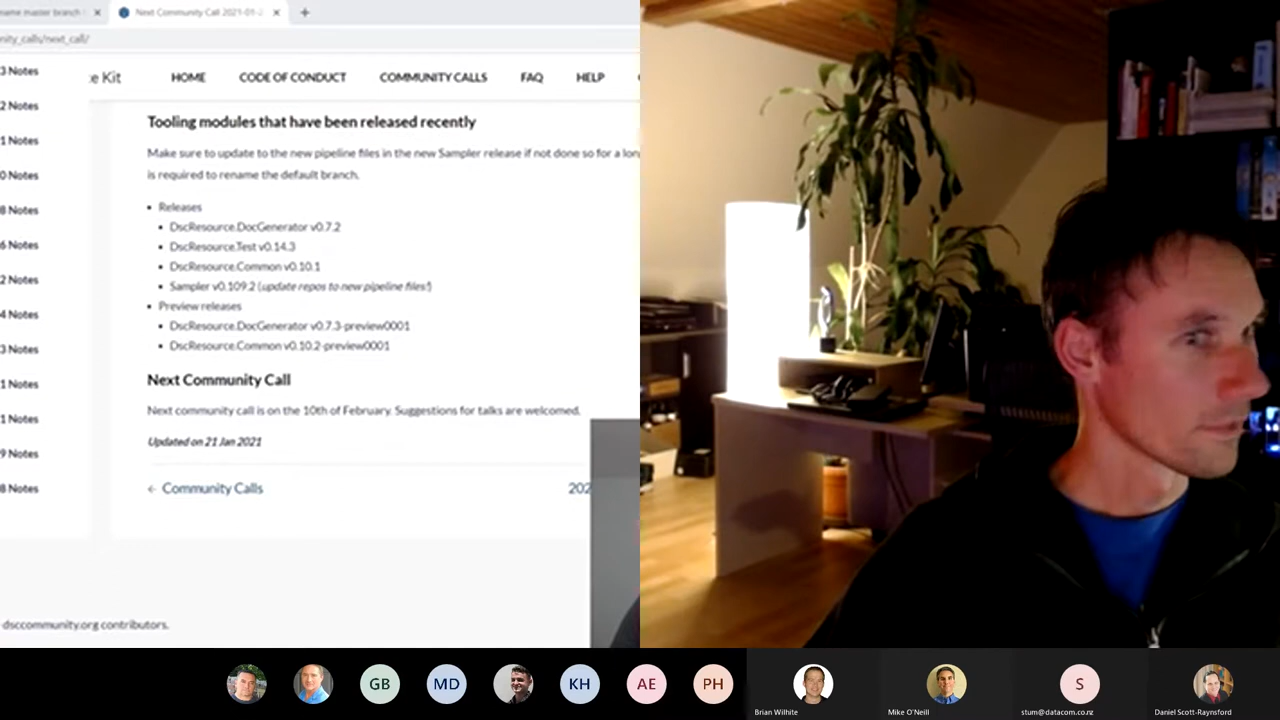 name master branch
Next Community Call 2021-01-2
nity_calls/next_call/
3 Notes
2 Notes
1 Notes
0 Notes
8 Notes
6 Notes
2 Notes
4 Notes
3 Notes
1 Notes
1 Notes
9 Notes
8 Notes
e Kit
HOME
CODE OF CONDUCT
COMMUNITY CALLS
FAQ
HELP
Tooling modules that have been released recently
Make sure to update to the new pipeline files in the new Sampler release if not done so for a lon
is required to rename the default branch.
Releases
DscResource.DocGenerator v0.7.2
DscResource.Test v0.14.3
DscResource.Common v0.10.1
Sampler v0.109.2 (update repos to new pipeline files!)
Preview releases
DscResource.DocGenerator v0.7.3-preview0001
DscResource.Common v0.10.2-preview0001
Next Community Call
Next community call is on the 10th of February. Suggestions for talks are welcomed.
Updated on 21 Jan 2021
← Community Calls
202
dsccommunity.org contributors.
GB
MD
KH
AE
PH
S
Brian Wilhite
Mike O'Neill
stum@datacom.co.nz
Daniel Scott-Raynsford